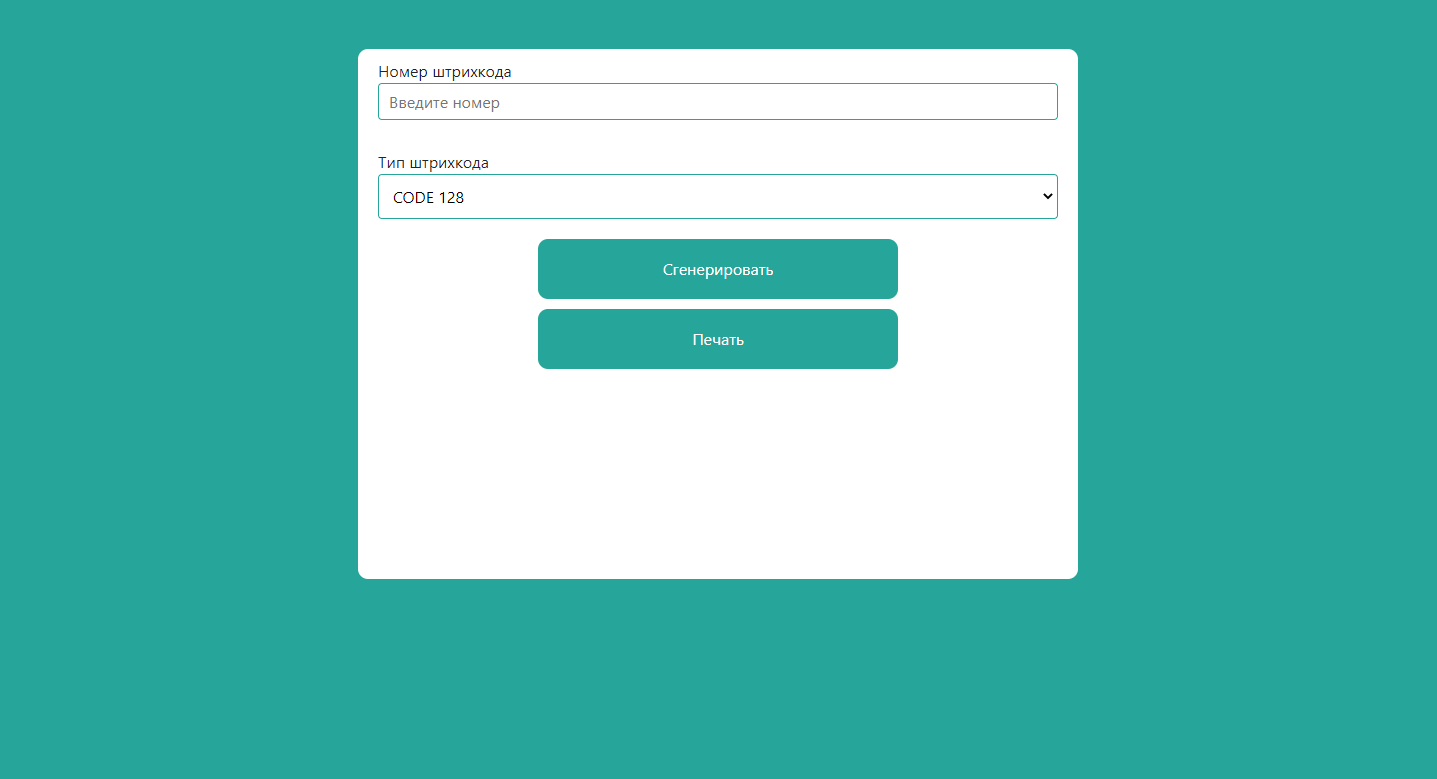 Номер штрихкода
Введите номер
Тип штрихкода
CODE 128
Сгенерировать
Печать